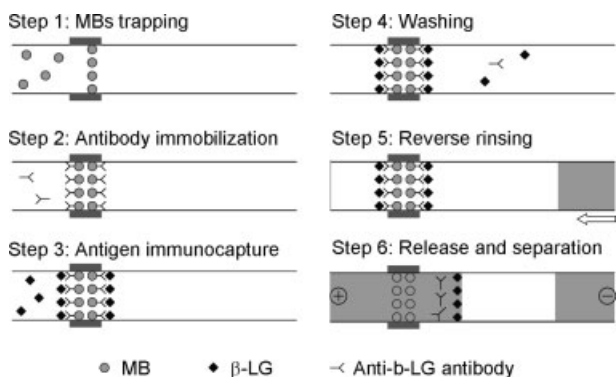 Step 1: MBs trapping
Step 2: Antibody immobilization
Step 3: Antigen immunocapture
Step 4: Washing
Step 5: Reverse rinsing
Step 6: Release and separation
+
−
MB
β-LG
Anti-b-LG antibody